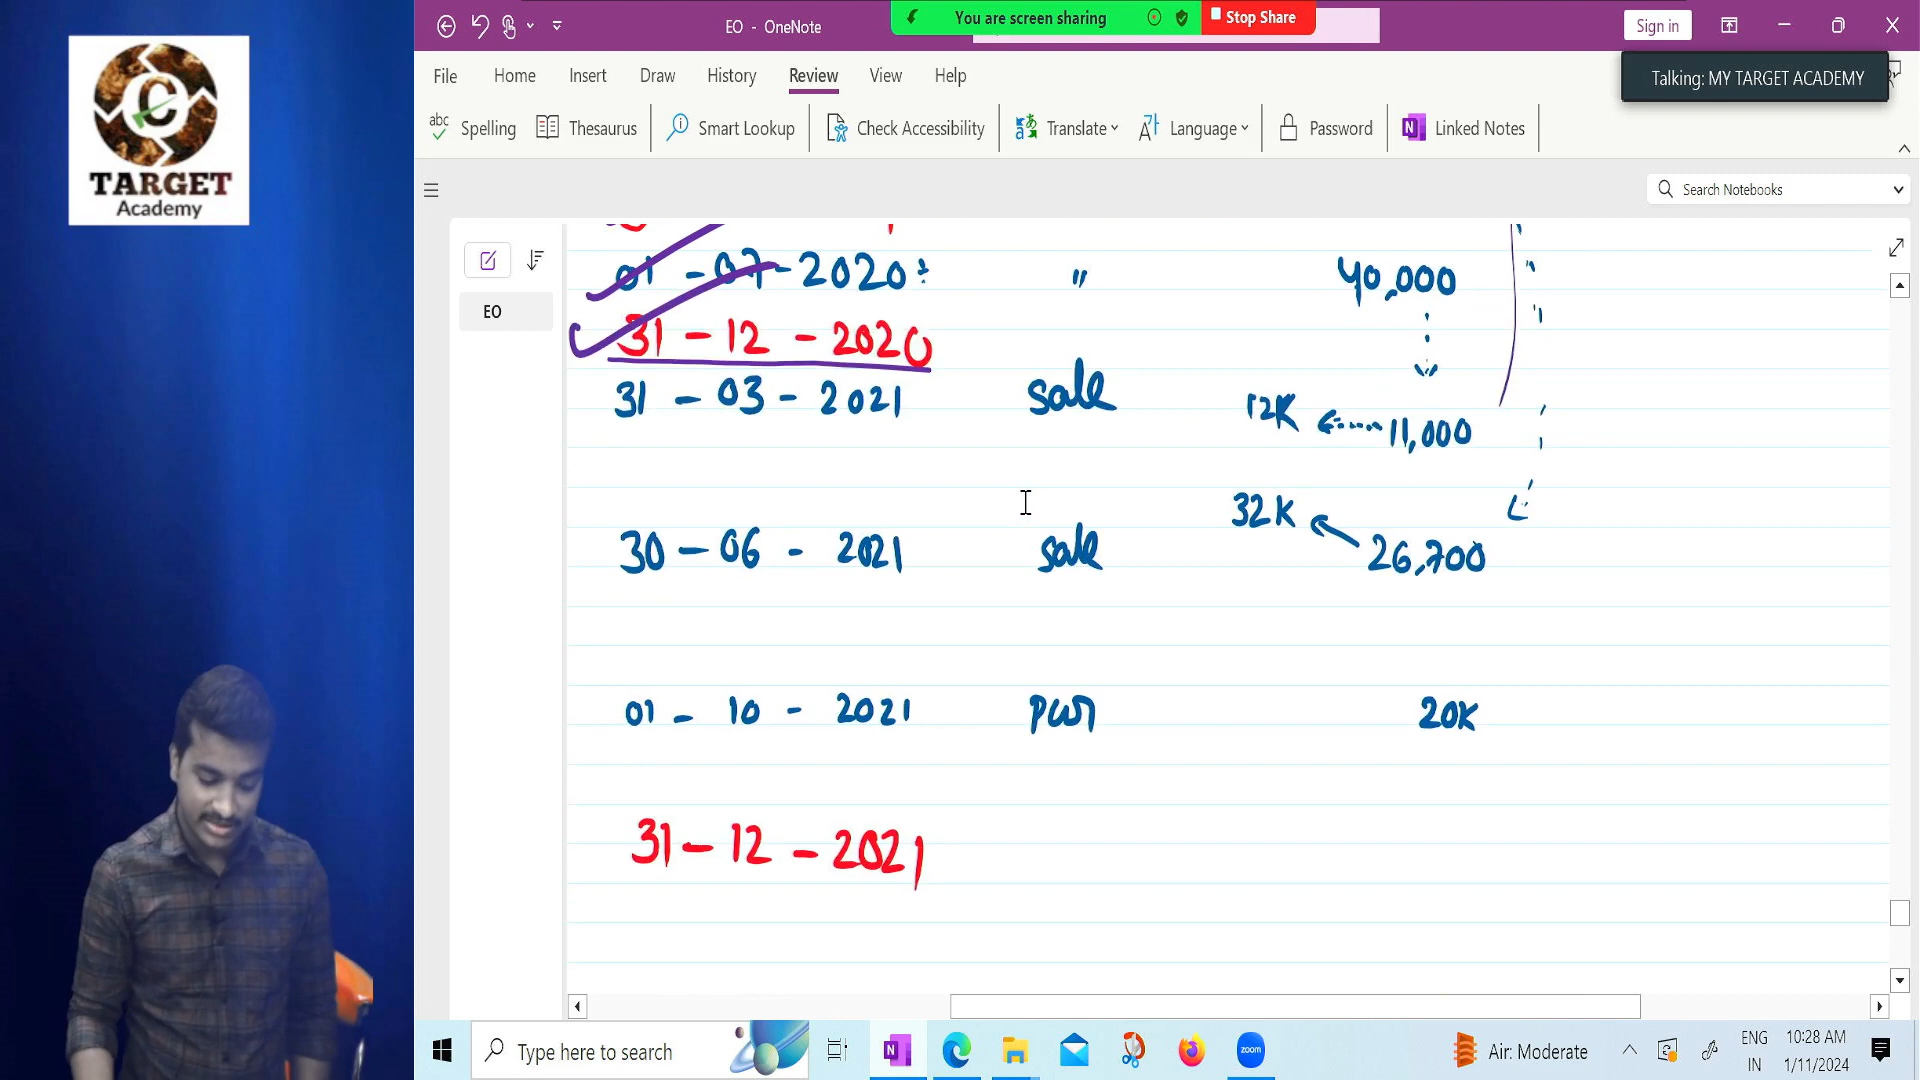 EO - OneNote
You are screen sharing
Stop Share
Sign in
Talking: MY TARGET ACADEMY
File
Home
Insert
Draw
History
Review
View
Help
abc
Spelling
Thesaurus
Smart Lookup
Check Accessibility
Translate
Language
Password
Linked Notes
Search Notebooks
C
TARGET
Academy
EO
01 - 07 - 2020 : " 40,000
31 - 12 - 2020
31 - 03 - 2021 sale 12K 11,000
32K
30 - 06 - 2021 sale 26,700
01 - 10 - 2021 pur 20K
31 - 12 - 2021
Type here to search
zoom
Air: Moderate
ENG
IN
10:28 AM
1/11/2024